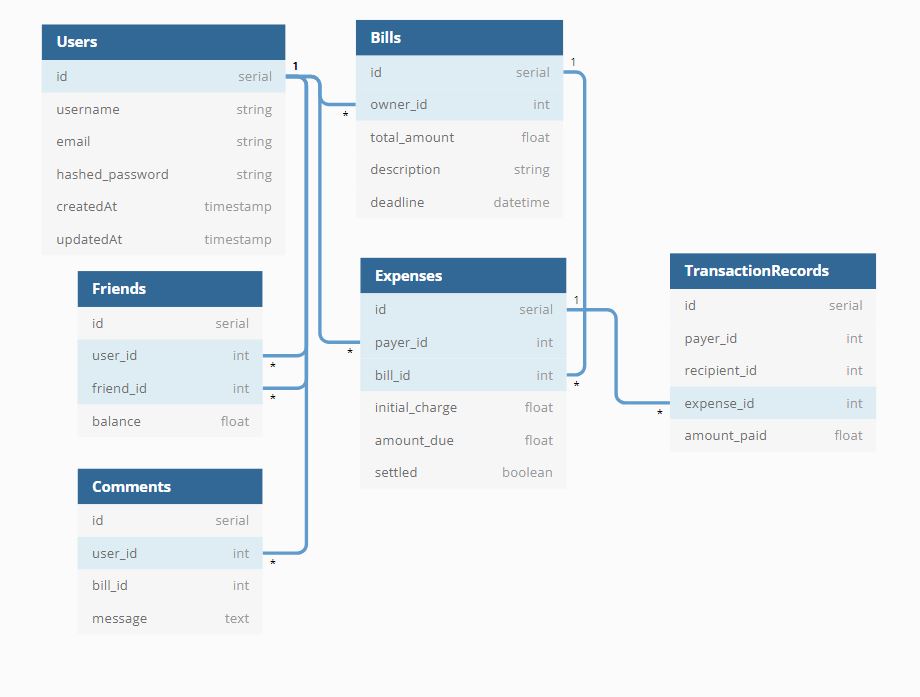 Users
id serial
username string
email string
hashed_password string
createdAt timestamp
updatedAt timestamp
1
*
Bills
id serial
owner_id int
total_amount float
description string
deadline datetime
1
Friends
id serial
user_id int
friend_id int
balance float
*
*
Expenses
id serial
payer_id int
bill_id int
initial_charge float
amount_due float
settled boolean
*
1
*
TransactionRecords
id serial
payer_id int
recipient_id int
expense_id int
amount_paid float
*
Comments
id serial
user_id int
bill_id int
message text
*